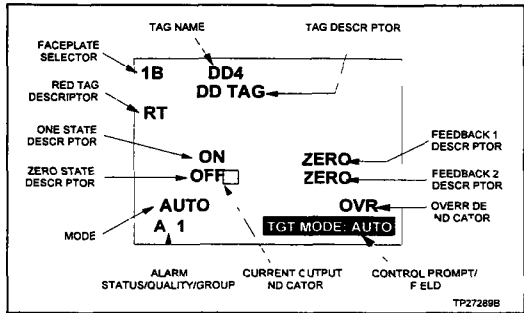 TAG NAME
TAG DESCR PTOR
FACEPLATE
SELECTOR
1B
DD4
DD TAG
RED TAG
DESCRIPTOR
RT
ONE STATE
DESCR PTOR
ON
ZERO
FEEDBACK 1
DESCR PTOR
ZERO STATE
DESCR PTOR
OFF
ZERO
FEEDBACK 2
DESCR PTOR
MODE
AUTO
OVR
OVERR DE
ND CATOR
A 1
TGT MODE: AUTO
ALARM
STATUS/QUALITY/GROUP
CURRENT CUTPUT
ND CATOR
CONTROL PROMPT/
F ELD
TP27289B